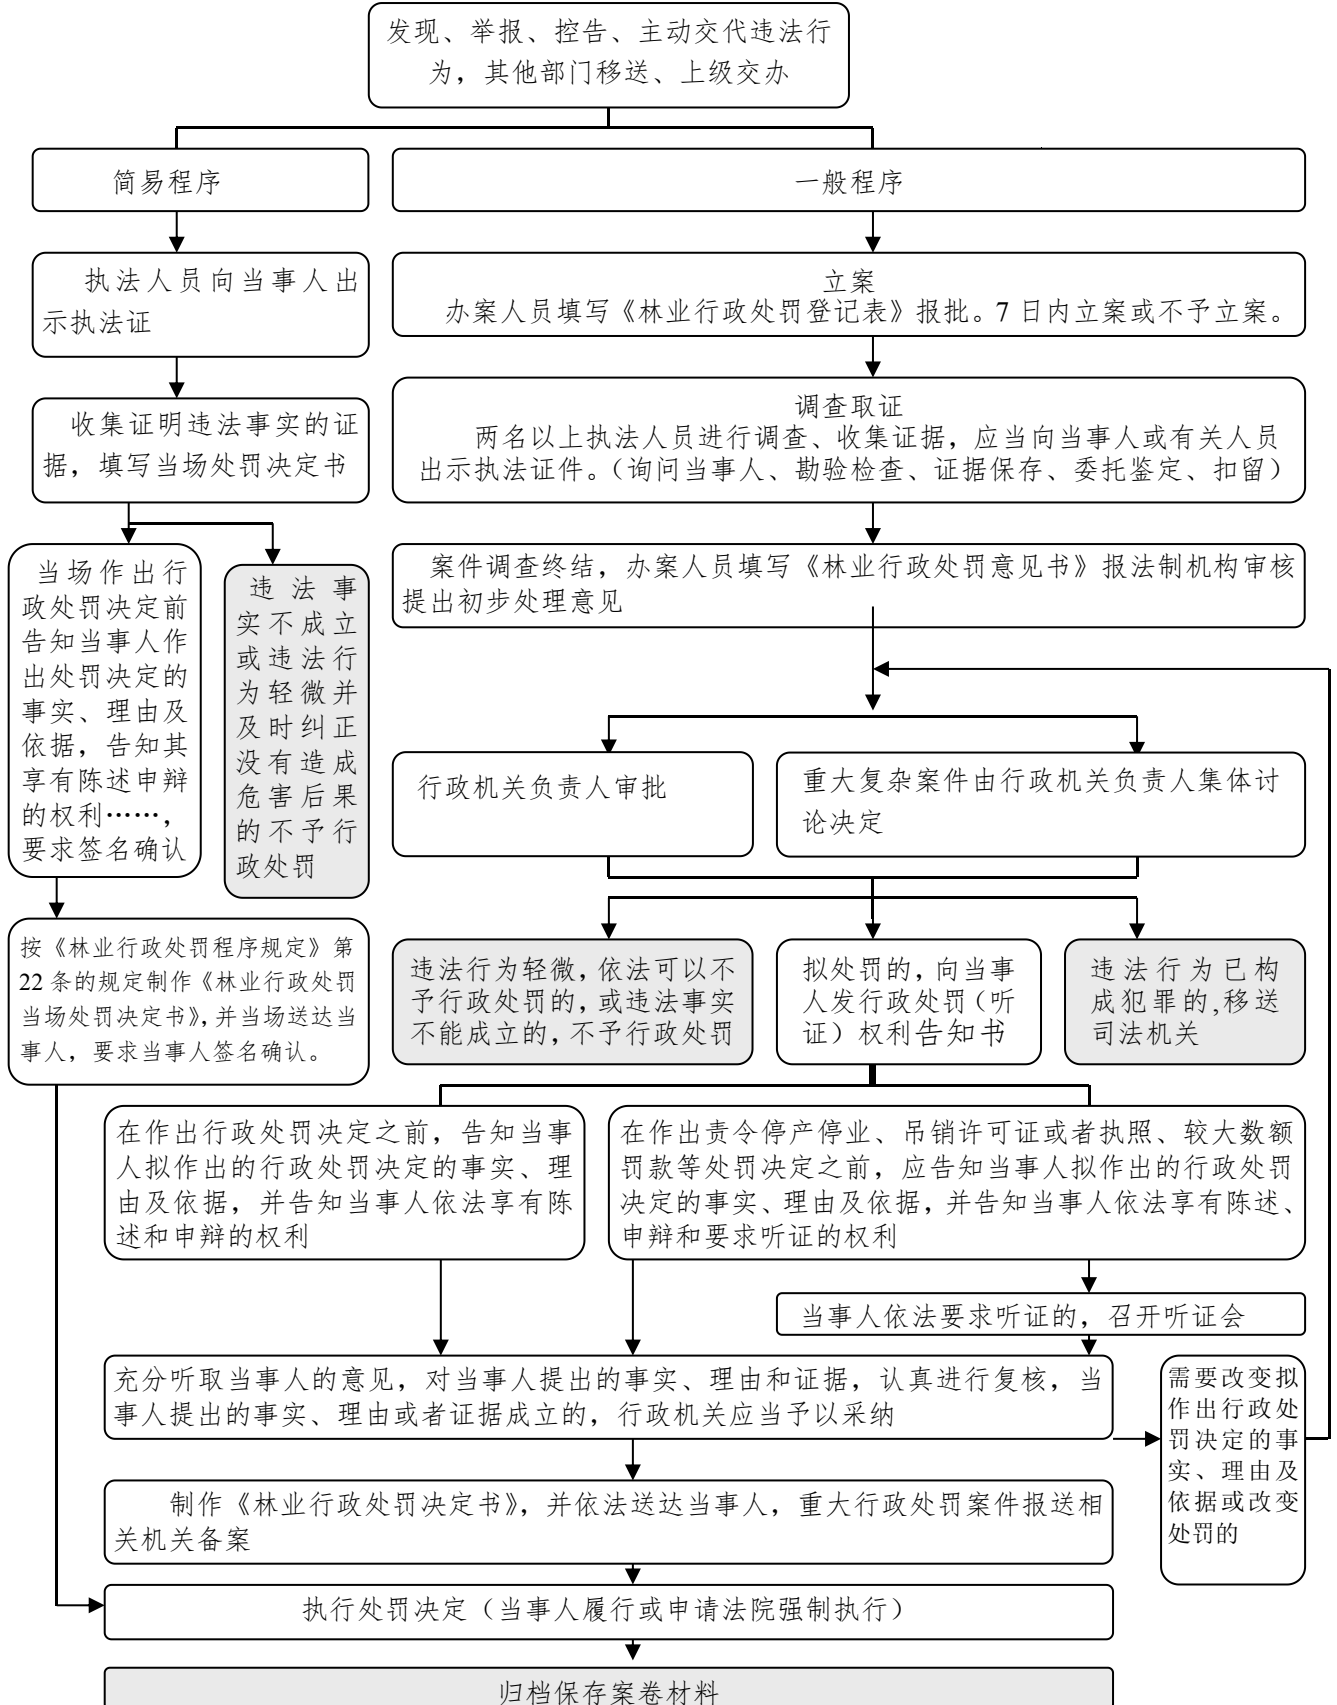 发现、举报、控告、主动交代违法行
为，其他部门移送、上级交办
简易程序
一般程序
执法人员向当事人出
示执法证
立案
办案人员填写《林业行政处罚登记表》报批。7 日内立案或不予立案。
收集证明违法事实的证
据，填写当场处罚决定书
调查取证
两名以上执法人员进行调查、收集证据，应当向当事人或有关人员
出示执法证件。（询问当事人、勘验检查、证据保存、委托鉴定、扣留）
当场作出行
政处罚决定前
告知当事人作
出处罚决定的
事实、理由及
依据，告知其
享有陈述申辩
的权利……，
要求签名确认
违法事
实不成立
或违法行
为轻微并
及时纠正
没有造成
危害后果
的不予行
政处罚
案件调查终结，办案人员填写《林业行政处罚意见书》报法制机构审核
提出初步处理意见
行政机关负责人审批
重大复杂案件由行政机关负责人集体讨
论决定
按《林业行政处罚程序规定》第
22 条的规定制作《林业行政处罚
当场处罚决定书》，并当场送达当
事人，要求当事人签名确认。
违法行为轻微，依法可以不
予行政处罚的，或违法事实
不能成立的，不予行政处罚
拟处罚的，向当事
人发行政处罚（听
证）权利告知书
违法行为已构
成犯罪的,移送
司法机关
在作出行政处罚决定之前，告知当事
人拟作出的行政处罚决定的事实、理
由及依据，并告知当事人依法享有陈
述和申辩的权利
在作出责令停产停业、吊销许可证或者执照、较大数额
罚款等处罚决定之前，应告知当事人拟作出的行政处罚
决定的事实、理由及依据，并告知当事人依法享有陈述、
申辩和要求听证的权利
当事人依法要求听证的，召开听证会
充分听取当事人的意见，对当事人提出的事实、理由和证据，认真进行复核，当
事人提出的事实、理由或者证据成立的，行政机关应当予以采纳
需要改变拟
作出行政处
罚决定的事
实、理由及
依据或改变
处罚的
制作《林业行政处罚决定书》，并依法送达当事人，重大行政处罚案件报送相
关机关备案
执行处罚决定（当事人履行或申请法院强制执行）
归档保存案卷材料